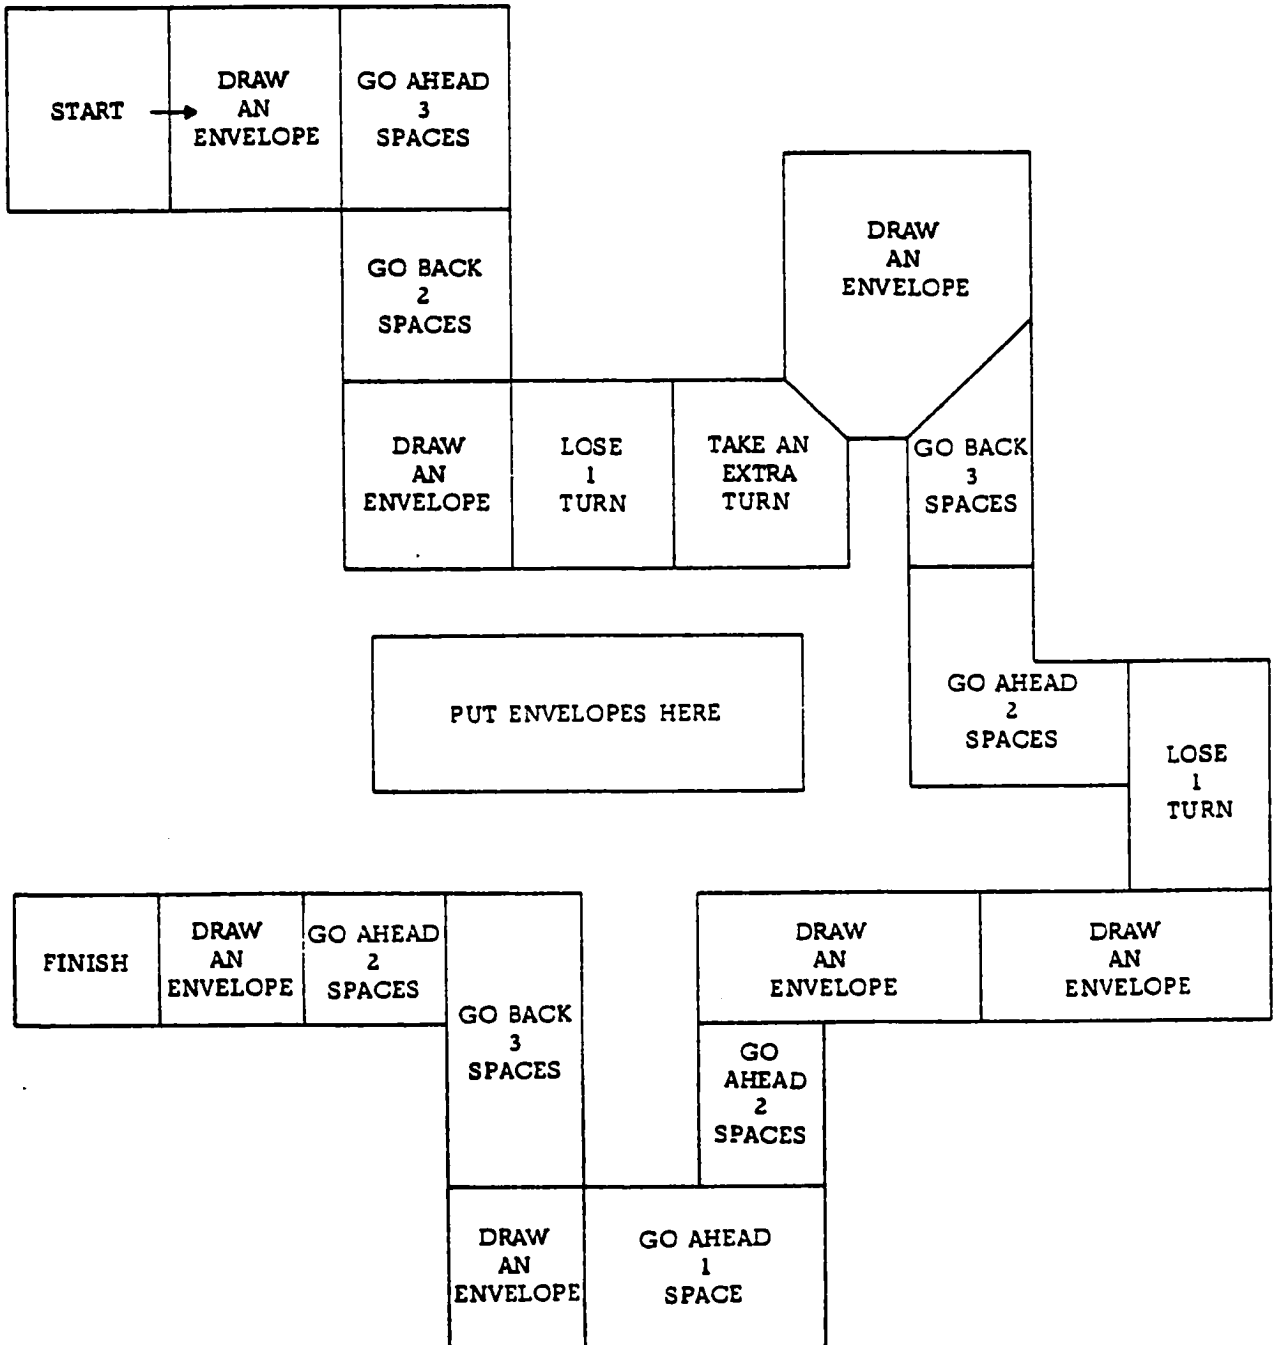 START
DRAW
AN
ENVELOPE
GO AHEAD
3
SPACES
GO BACK
2
SPACES
DRAW
AN
ENVELOPE
LOSE
1
TURN
TAKE AN
EXTRA
TURN
DRAW
AN
ENVELOPE
GO BACK
3
SPACES
GO AHEAD
2
SPACES
LOSE
1
TURN
PUT ENVELOPES HERE
DRAW
AN
ENVELOPE
DRAW
AN
ENVELOPE
GO
AHEAD
2
SPACES
GO AHEAD
1
SPACE
DRAW
AN
ENVELOPE
GO BACK
3
SPACES
GO AHEAD
2
SPACES
DRAW
AN
ENVELOPE
FINISH